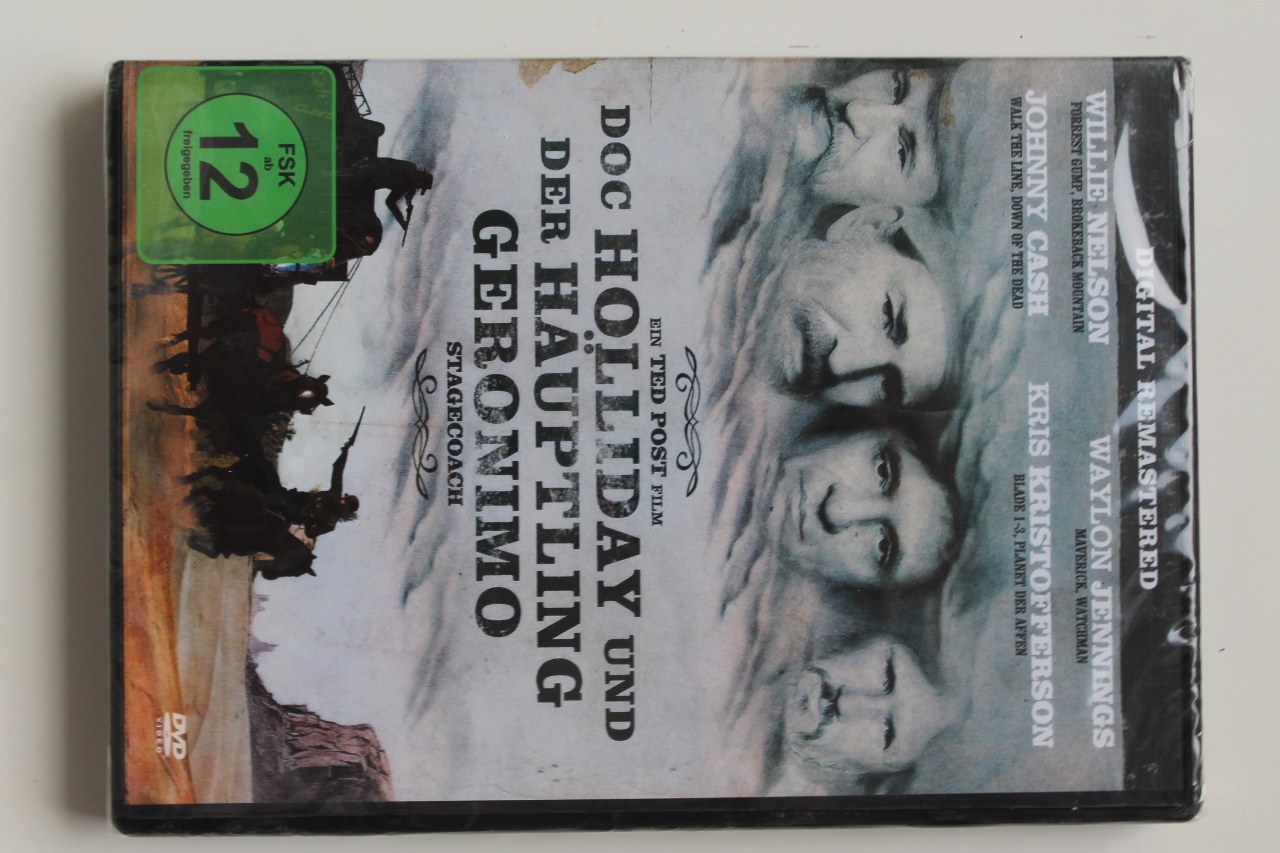 DIGITAL REMASTERED
WILLIE NELSON
FORREST GUMP, BROKEBACK MOUNTAIN
WAYLON JENNINGS
MAVERICK, WATCHMAN
JOHNNY CASH
WALK THE LINE, DOWN OF THE DEAD
KRIS KRISTOFFERSON
BLADE 1-3, PLANET DER AFFEN
EIN TED POST FILM
DOC HOLLIDAY UND
DER HÄUPTLING
GERONIMO
STAGECOACH
FSK
ab
12
freigegeben
DVD
VIDEO